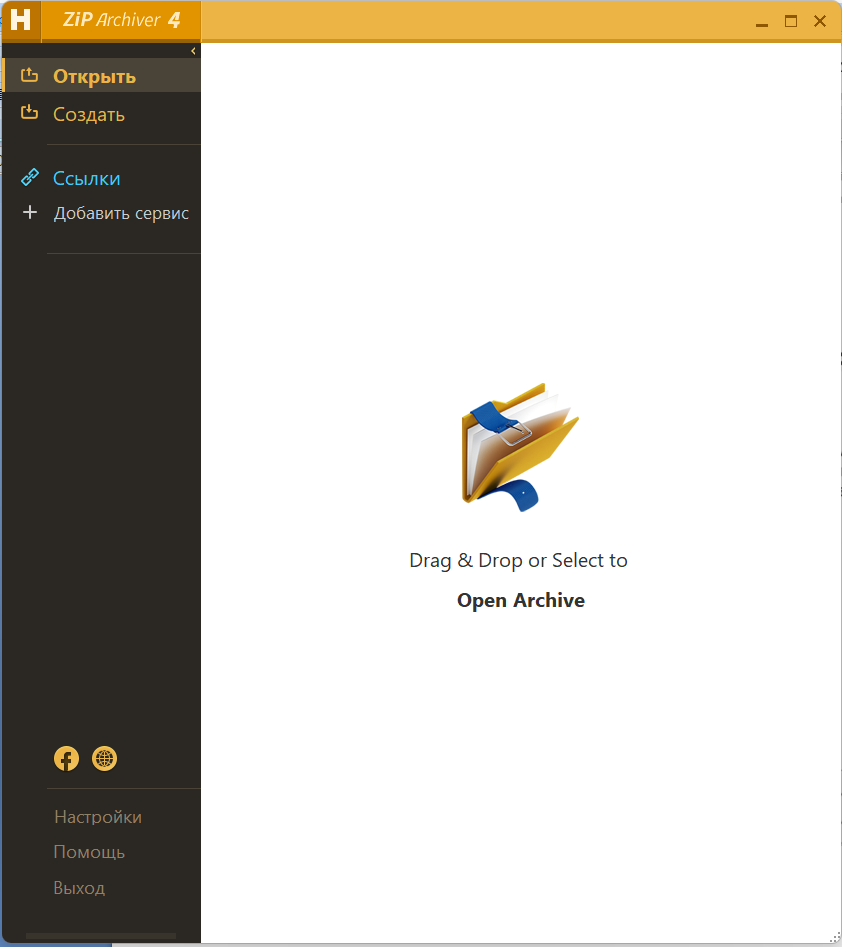 H ZiP Archiver 4
Открыть
Создать
Ссылки
Добавить сервис
Drag & Drop or Select to
Open Archive
Настройки
Помощь
Выход